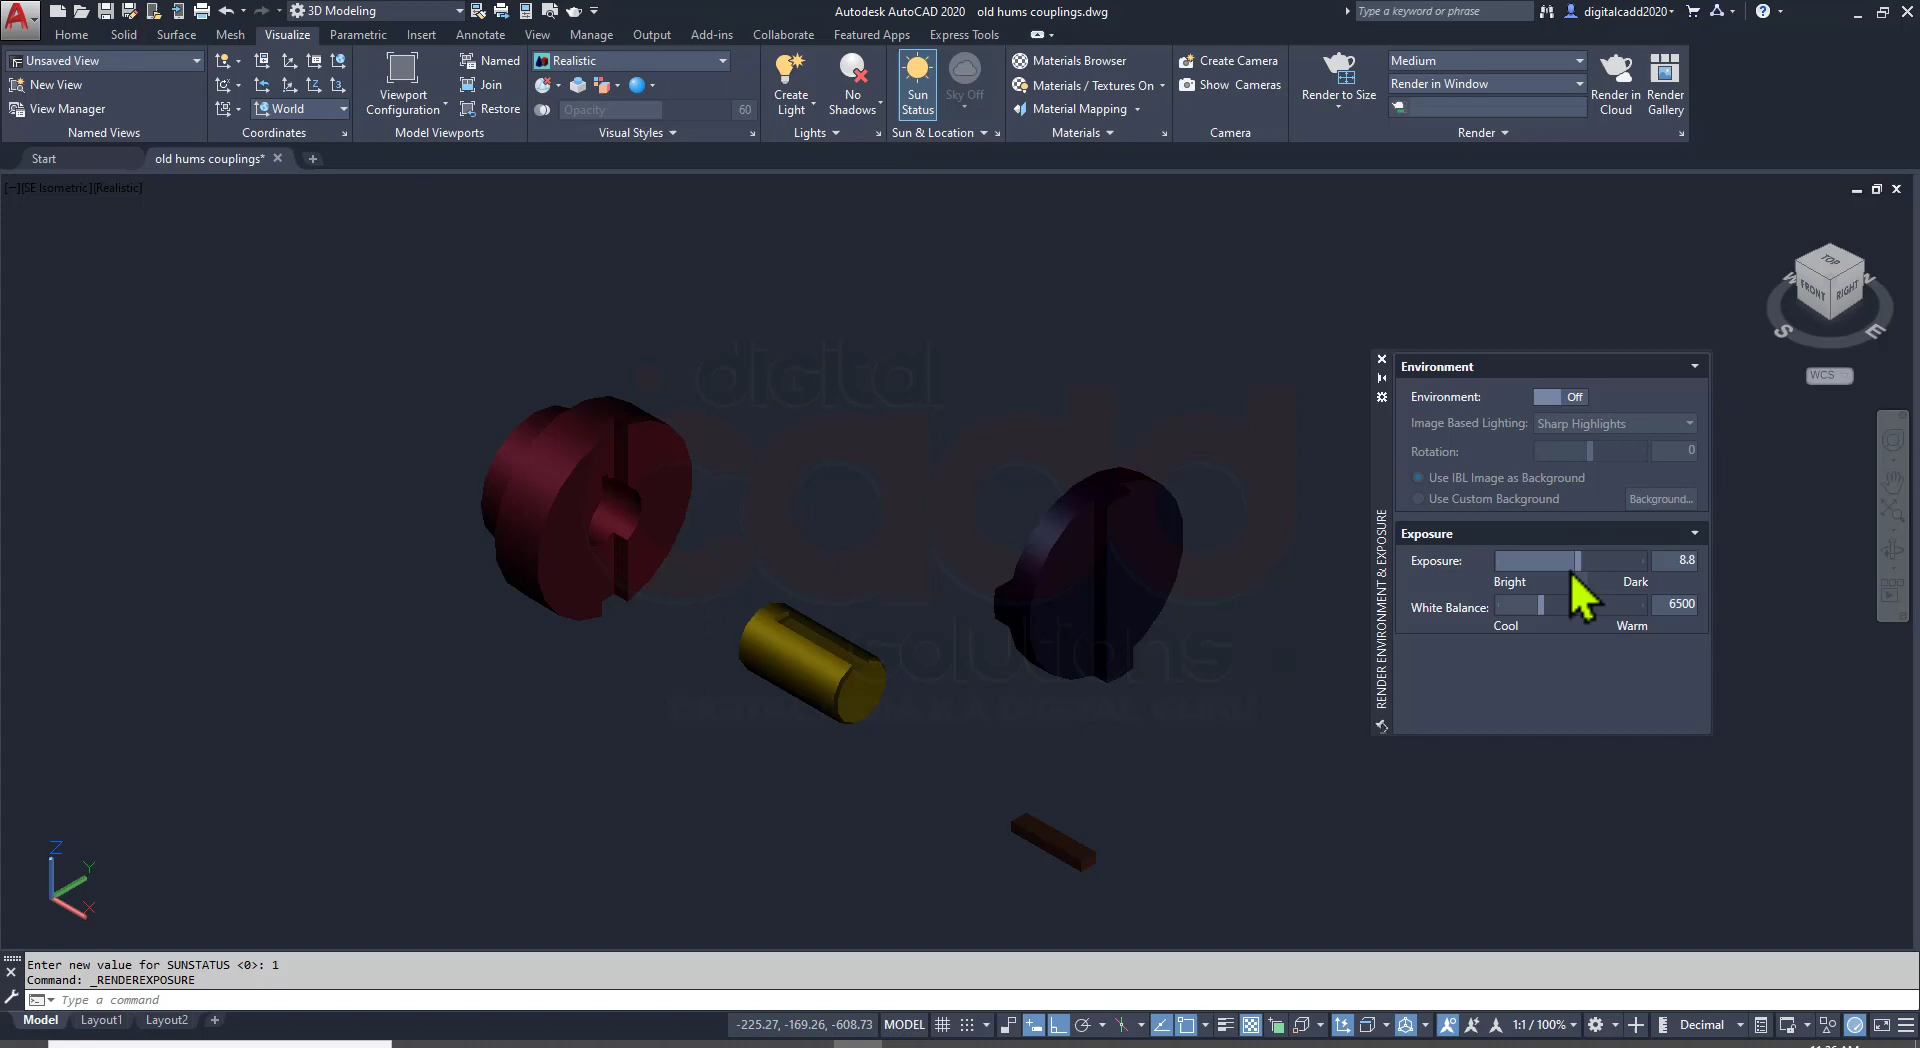 3D Modeling
Autodesk AutoCAD 2020 old hums couplings.dwg
Type a keyword or phrase
digitalcadd2020
Home Solid Surface Mesh Visualize Parametric Insert Annotate View Manage Output Add-ins Collaborate Featured Apps Express Tools
Unsaved View
New View
View Manager
Named Views
World
Coordinates
Viewport
Configuration
Named
Join
Restore
Model Viewports
Realistic
Opacity 60
Visual Styles
Create
Light
No
Shadows
Lights
Sun
Status
Sky Off
Sun & Location
Materials Browser
Materials / Textures On
Material Mapping
Materials
Create Camera
Show Cameras
Camera
Render to Size
Medium
Render in Window
Render in
Cloud
Render
Gallery
Render
Start
old hums couplings*
[−][SE Isometric][Realistic]
TOP
FRONT
RIGHT
W
N
S
E
WCS
digital
cadd
solutions
Environment
Environment: Off
Image Based Lighting: Sharp Highlights
Rotation: 0
Use IBL Image as Background
Use Custom Background Background...
Exposure
Exposure: 8.8
Bright Dark
White Balance: 6500
Cool Warm
RENDER ENVIRONMENT & EXPOSURE
Z
Y
X
Enter new value for SUNSTATUS <0>: 1
Command: _RENDEREXPOSURE
Type a command
Model Layout1 Layout2
-225.27, -169.26, -608.73 MODEL 1:1 / 100% Decimal